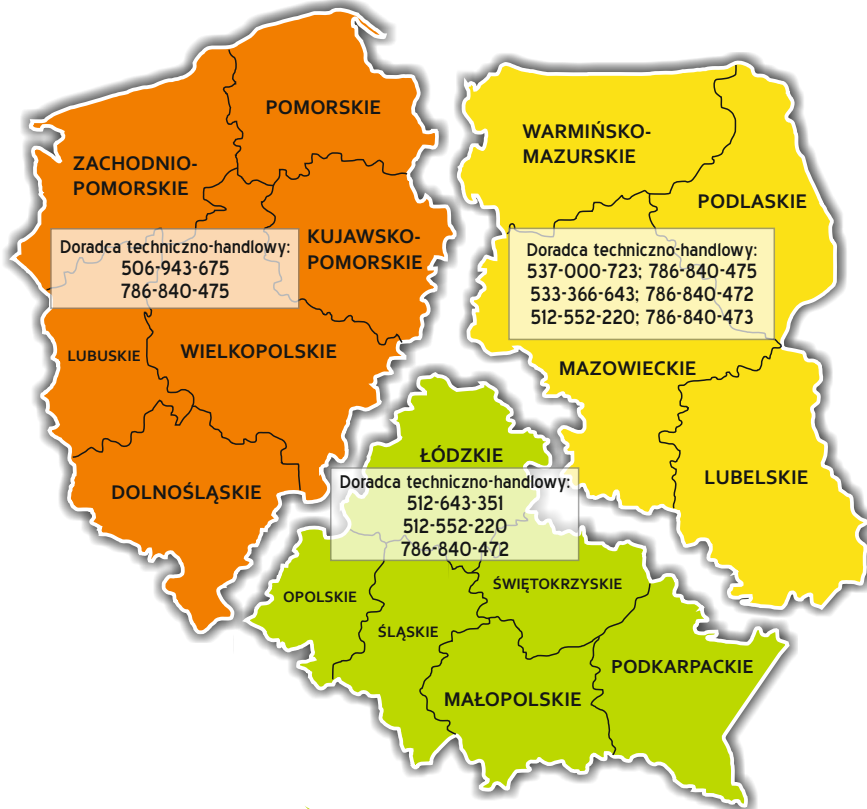 POMORSKIE
ZACHODNIO-
POMORSKIE
KUJAWSKO-
POMORSKIE
Doradca techniczno-handlowy:
506-943-675
786-840-475
LUBUSKIE
WIELKOPOLSKIE
DOLNOŚLĄSKIE
WARMIŃSKO-
MAZURSKIE
PODLASKIE
Doradca techniczno-handlowy:
537-000-723; 786-840-475
533-366-643; 786-840-472
512-552-220; 786-840-473
MAZOWIECKIE
LUBELSKIE
ŁÓDZKIE
Doradca techniczno-handlowy:
512-643-351
512-552-220
786-840-472
OPOLSKIE
ŚWIĘTOKRZYSKIE
ŚLĄSKIE
MAŁOPOLSKIE
PODKARPACKIE